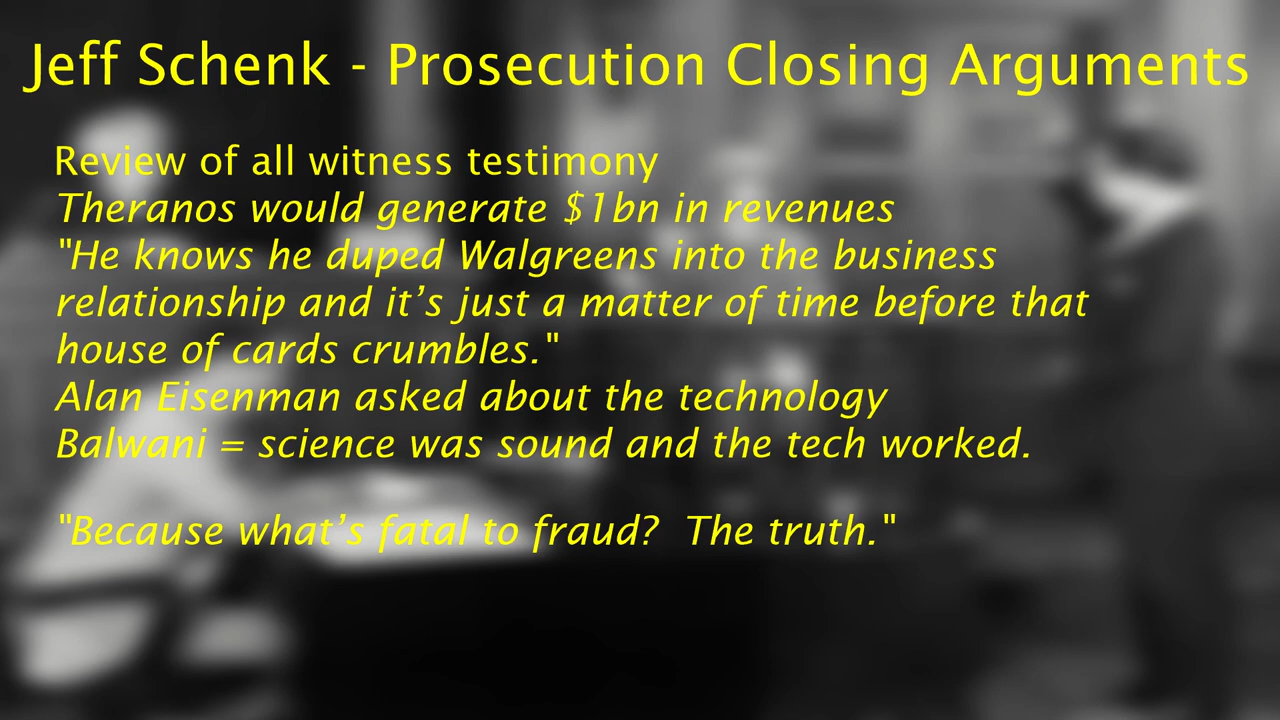 Jeff Schenk - Prosecution Closing Arguments
Review of all witness testimony
Theranos would generate $1bn in revenues
"He knows he duped Walgreens into the business
relationship and it’s just a matter of time before that
house of cards crumbles."
Alan Eisenman asked about the technology
Balwani = science was sound and the tech worked.
"Because what’s fatal to fraud?  The truth."